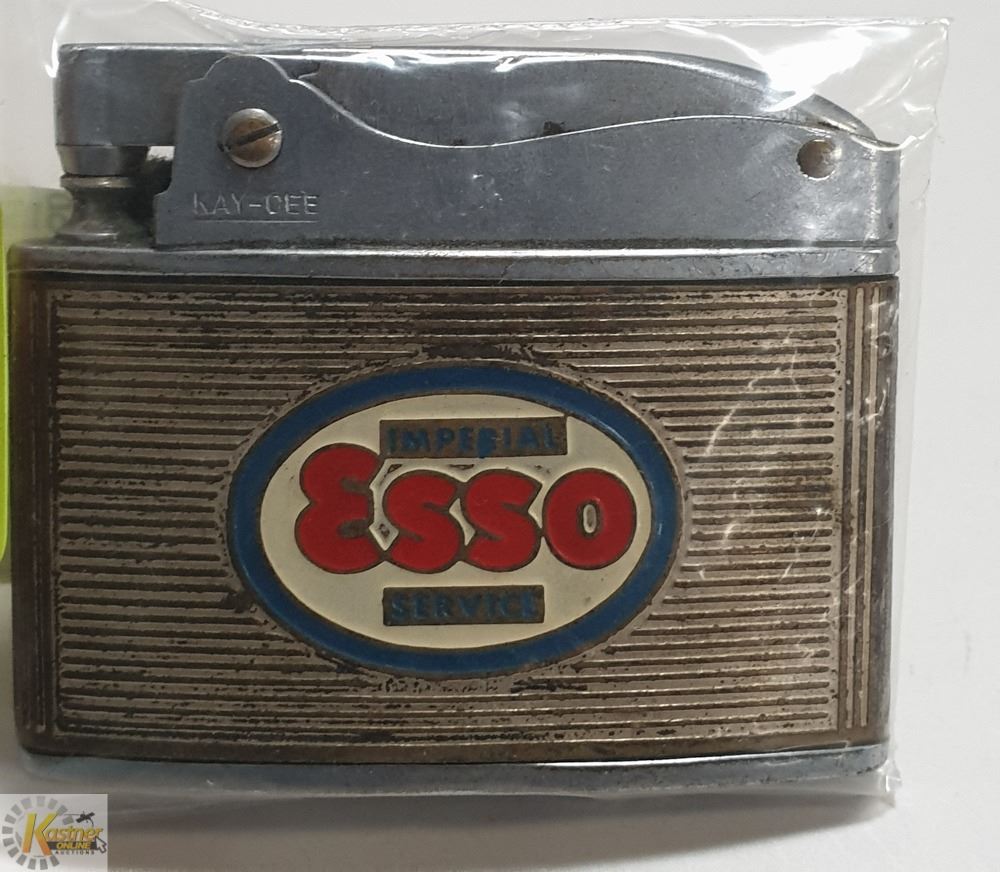 KAY-CEE
IMPERIAL
Esso
SERVICE
Kastner
ONLINE
AUCTIONS